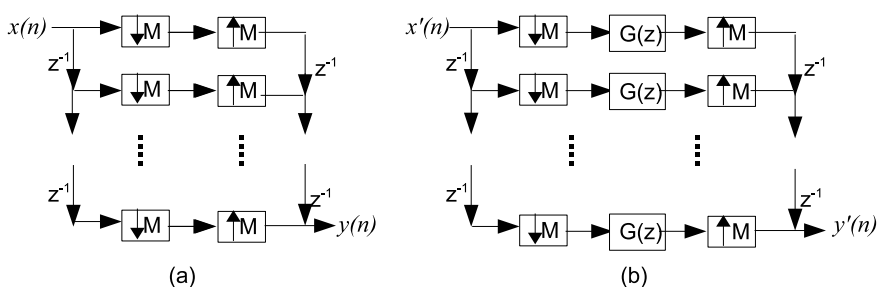 x(n) ↓M ↑M
z-1 z-1
↓M ↑M
z-1 z-1
↓M ↑M y(n)
(a)
x'(n) ↓M G(z) ↑M
z-1 z-1
↓M G(z) ↑M
z-1 z-1
↓M G(z) ↑M y'(n)
(b)